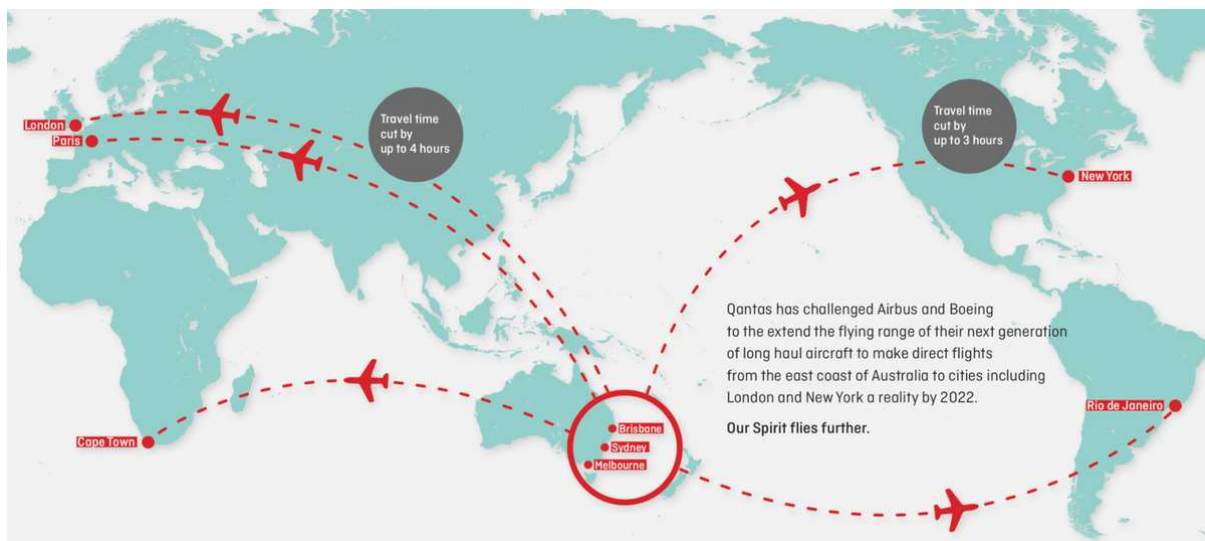 London
Paris
Travel time
cut by
up to 4 hours
Travel time
cut by
up to 3 hours
New York
Qantas has challenged Airbus and Boeing
to the extend the flying range of their next generation
of long haul aircraft to make direct flights
from the east coast of Australia to cities including
London and New York a reality by 2022.
Our Spirit flies further.
Rio de Janeiro
Cape Town
Brisbane
Sydney
Melbourne